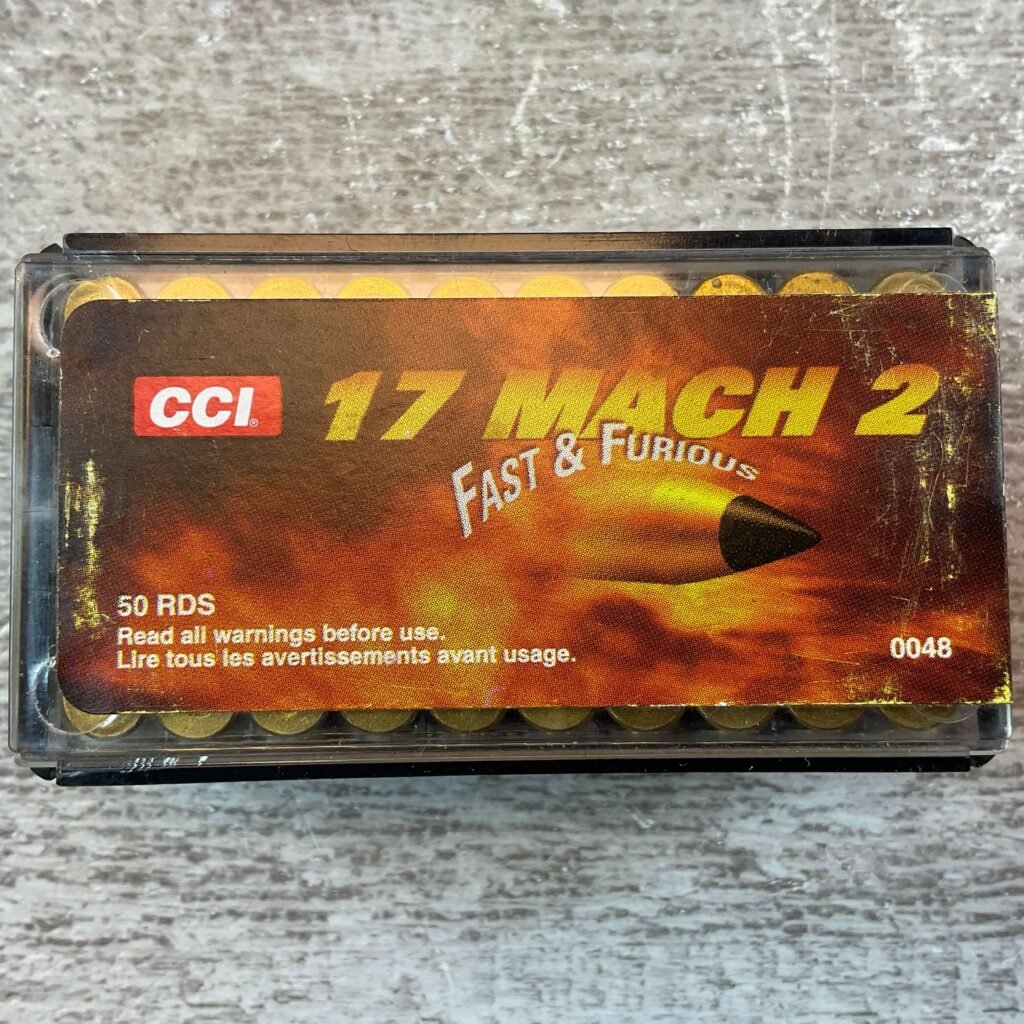 CCI®
17 MACH 2
FAST & FURIOUS
50 RDS
Read all warnings before use.
Lire tous les avertissements avant usage.
0048